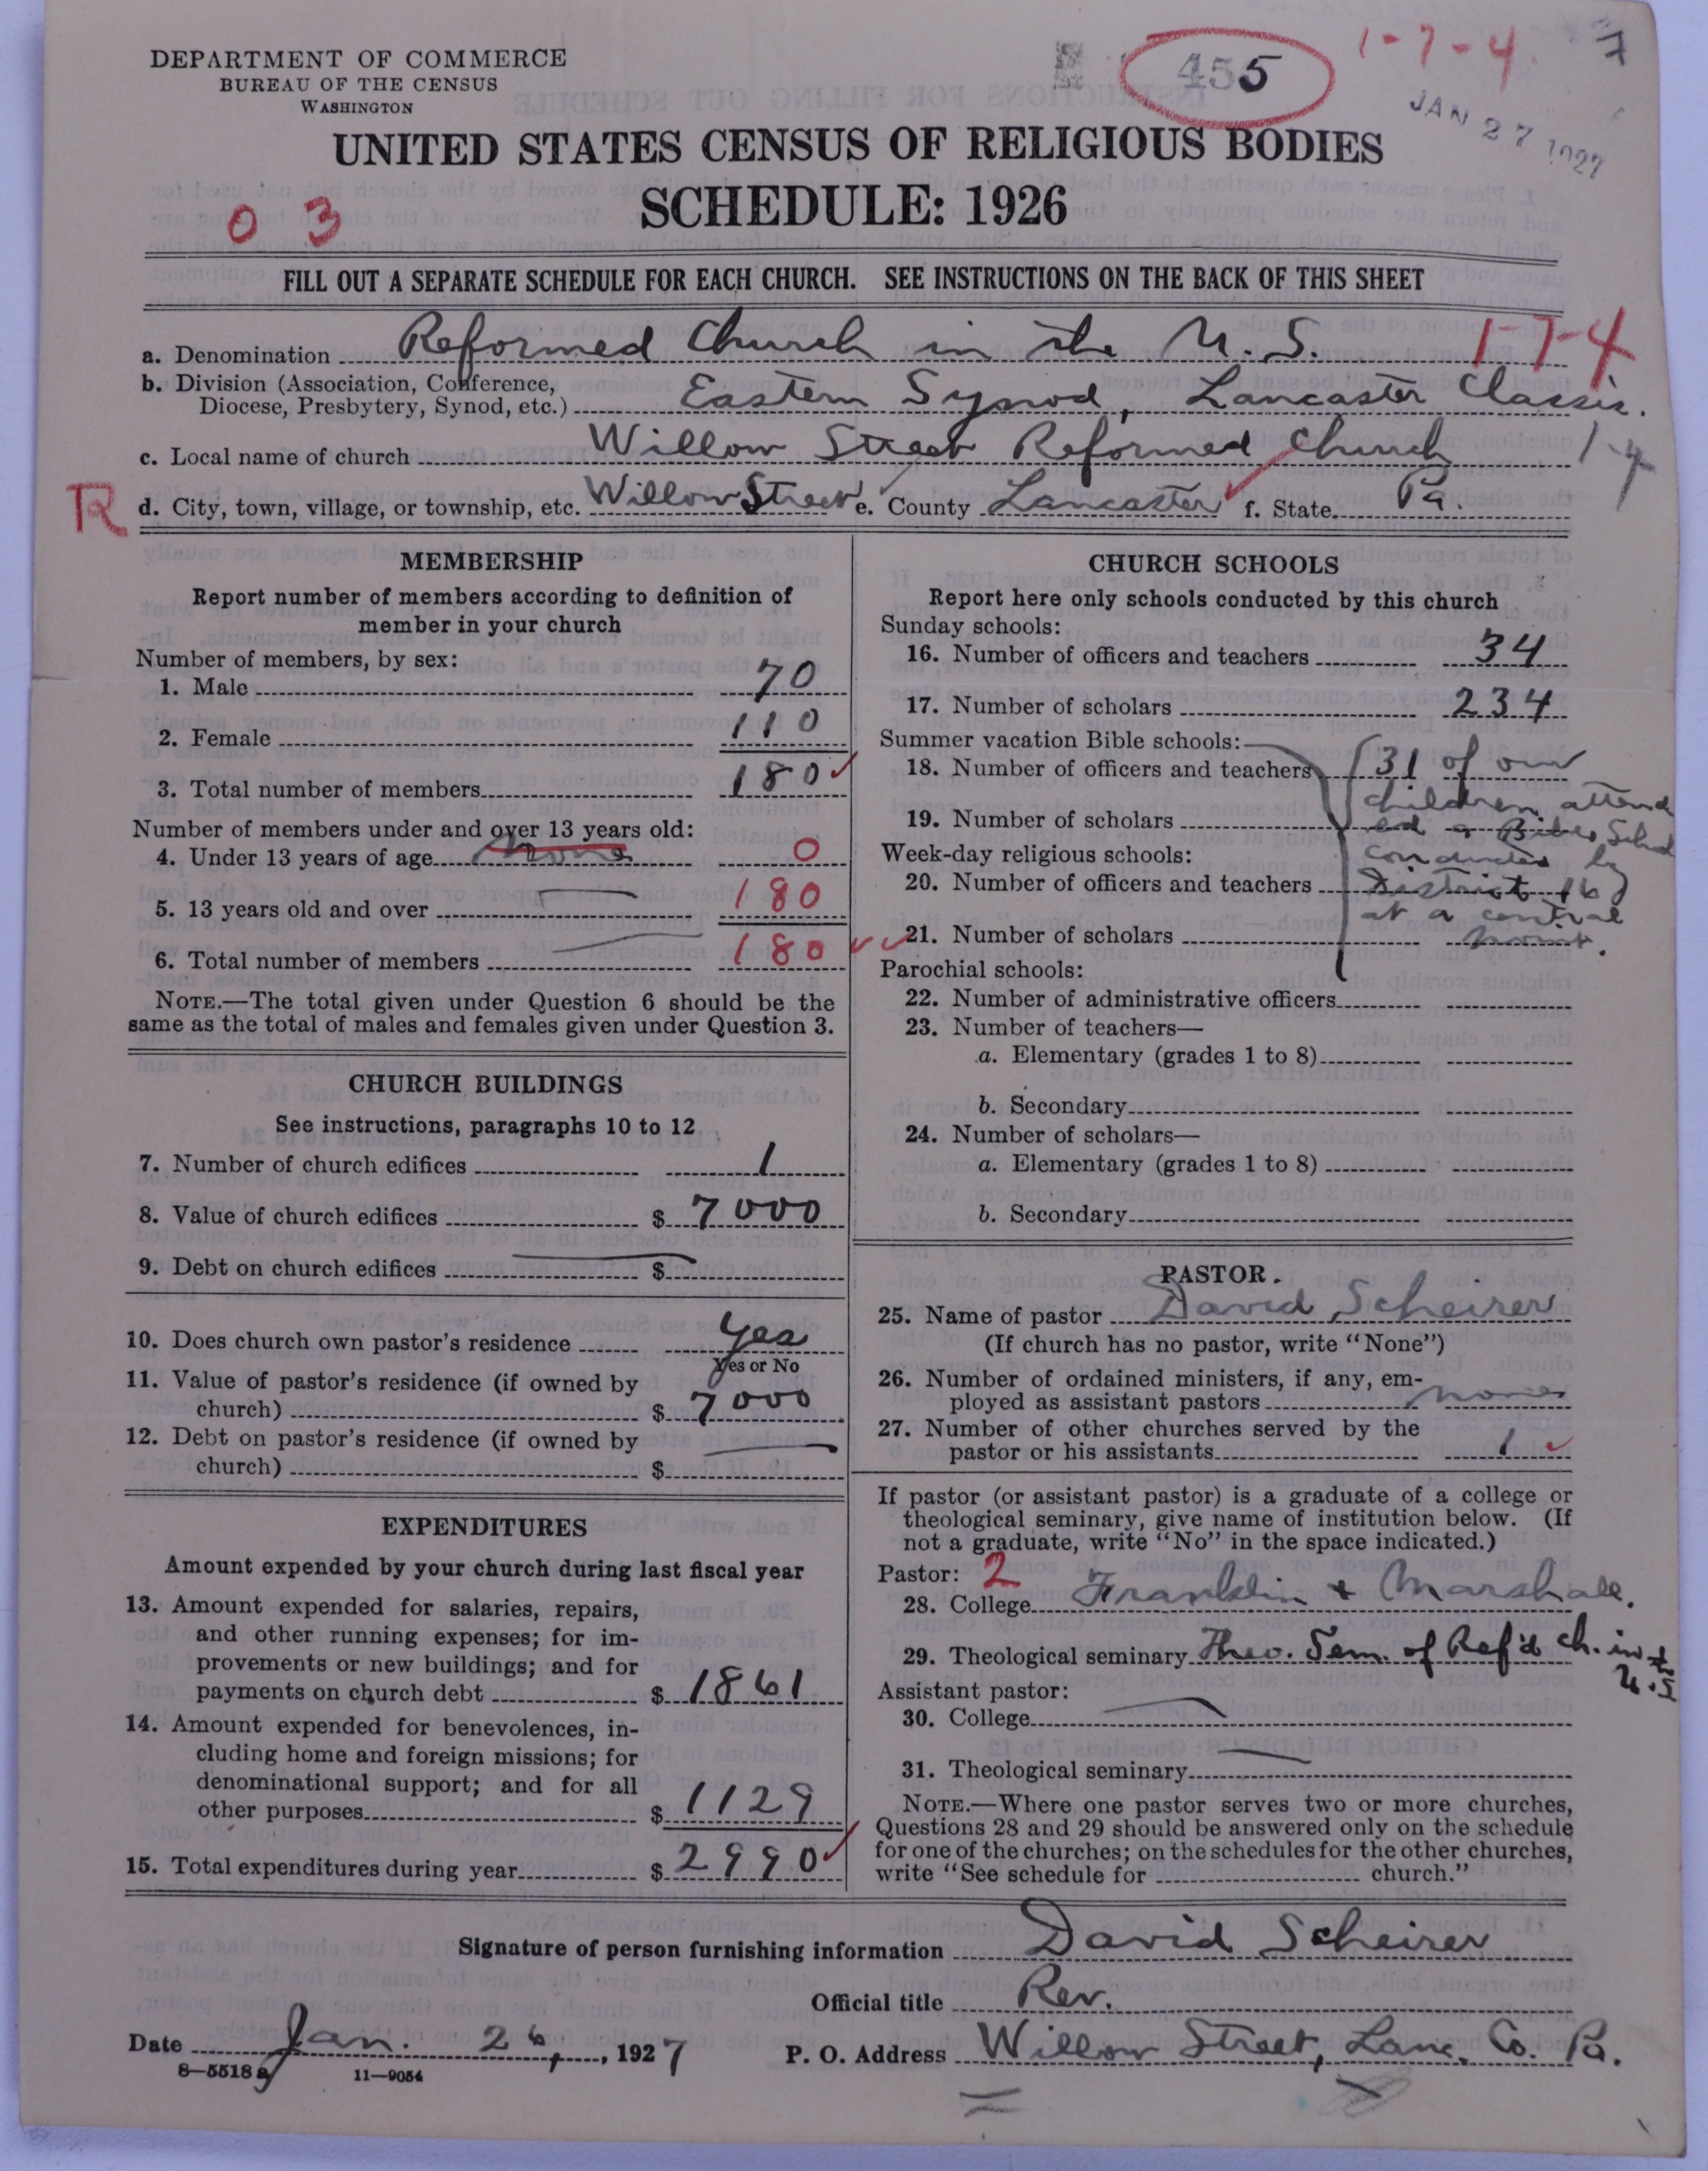 DEPARTMENT OF COMMERCE
BUREAU OF THE CENSUS
WASHINGTON
455
1-7-4
7
JAN 27 1927
UNITED STATES CENSUS OF RELIGIOUS BODIES
SCHEDULE: 1926
0 3
FILL OUT A SEPARATE SCHEDULE FOR EACH CHURCH. SEE INSTRUCTIONS ON THE BACK OF THIS SHEET
a. Denomination Reformed Church in the U. S. 1-7-4
b. Division (Association, Conference,
Diocese, Presbytery, Synod, etc.) Eastern Synod, Lancaster Classis.
c. Local name of church Willow Street Reformed Church 1-4
R d. City, town, village, or township, etc. Willow Street e. County Lancaster f. State Pa.
MEMBERSHIP
Report number of members according to definition of
member in your church
Number of members, by sex:
1. Male 70
2. Female 110
3. Total number of members 180
Number of members under and over 13 years old:
4. Under 13 years of age None 0
5. 13 years old and over 180
6. Total number of members 180
NOTE.—The total given under Question 6 should be the
same as the total of males and females given under Question 3.
CHURCH BUILDINGS
See instructions, paragraphs 10 to 12
7. Number of church edifices 1
8. Value of church edifices $ 7000
9. Debt on church edifices $
10. Does church own pastor's residence Yes
Yes or No
11. Value of pastor's residence (if owned by
church) $ 7000
12. Debt on pastor's residence (if owned by
church) $
EXPENDITURES
Amount expended by your church during last fiscal year
13. Amount expended for salaries, repairs,
and other running expenses; for im-
provements or new buildings; and for
payments on church debt $ 1861
14. Amount expended for benevolences, in-
cluding home and foreign missions; for
denominational support; and for all
other purposes $ 1129
15. Total expenditures during year $ 2990
CHURCH SCHOOLS
Report here only schools conducted by this church
Sunday schools:
16. Number of officers and teachers 34
17. Number of scholars 234
Summer vacation Bible schools:
18. Number of officers and teachers 31 of our
children attend
19. Number of scholars ed a Bible School
Week-day religious schools: conducted by
20. Number of officers and teachers District 16
at a central
21. Number of scholars point.
Parochial schools:
22. Number of administrative officers
23. Number of teachers—
a. Elementary (grades 1 to 8)
b. Secondary
24. Number of scholars—
a. Elementary (grades 1 to 8)
b. Secondary
PASTOR.
25. Name of pastor David Scheirer
(If church has no pastor, write "None")
26. Number of ordained ministers, if any, em-
ployed as assistant pastors none
27. Number of other churches served by the
pastor or his assistants 1
If pastor (or assistant pastor) is a graduate of a college or
theological seminary, give name of institution below. (If
not a graduate, write "No" in the space indicated.)
Pastor: 2
28. College Franklin + Marshall.
29. Theological seminary Theo. Sem. of Ref'd Ch. in the
U.S
Assistant pastor:
30. College
31. Theological seminary
NOTE.—Where one pastor serves two or more churches,
Questions 28 and 29 should be answered only on the schedule
for one of the churches; on the schedules for the other churches,
write "See schedule for church."
Signature of person furnishing information David Scheirer
Official title Rev.
Date Jan. 26, 1927
P. O. Address Willow Street, Lanc. Co. Pa.
8—5518a
11—9054